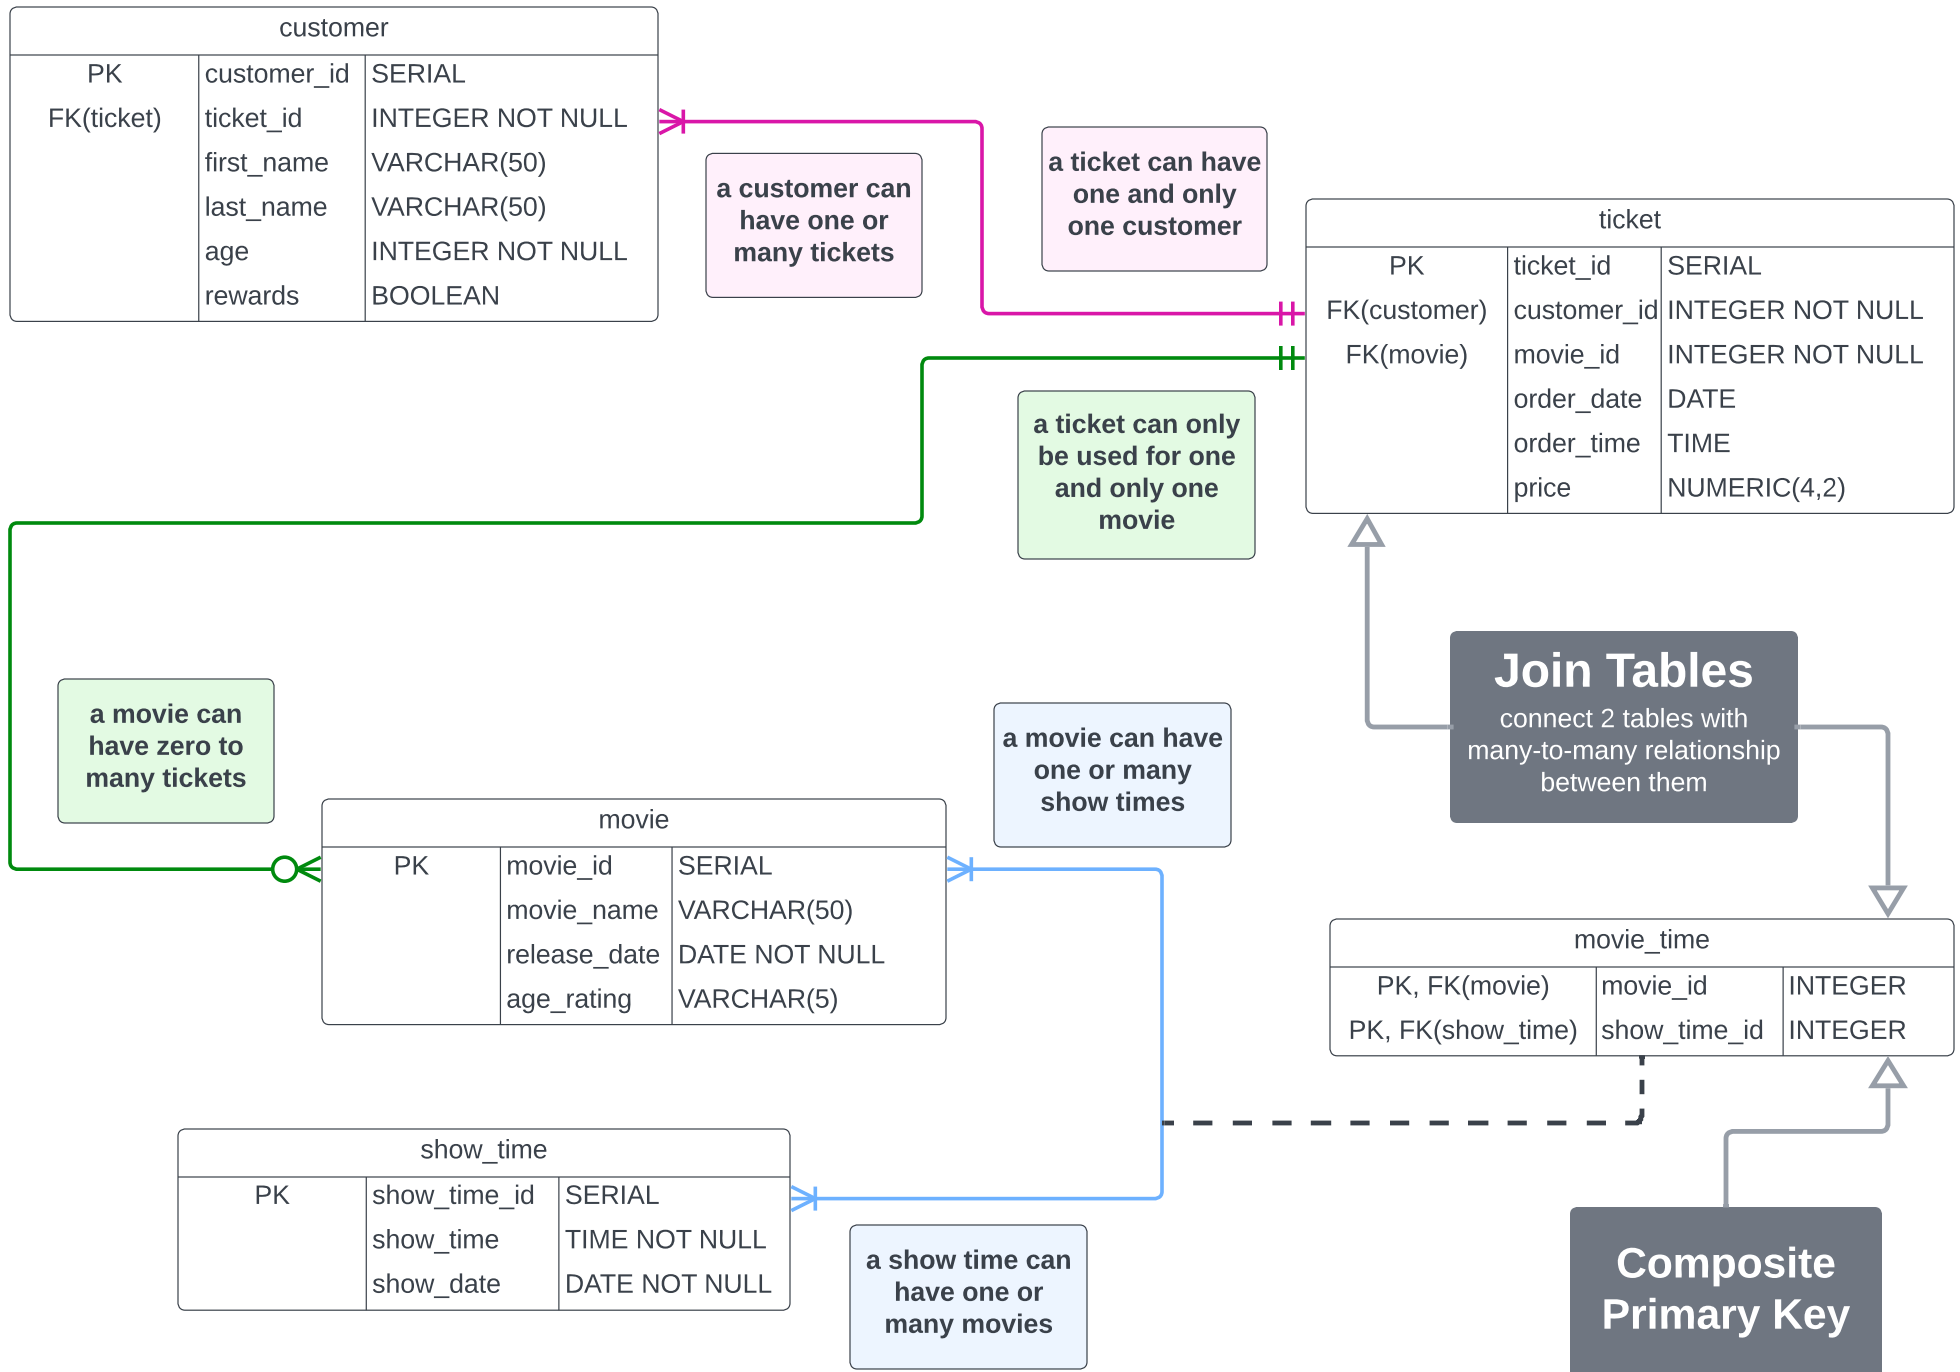 customer
PK customer_id SERIAL
FK(ticket) ticket_id INTEGER NOT NULL
first_name VARCHAR(50)
last_name VARCHAR(50)
age INTEGER NOT NULL
rewards BOOLEAN
a customer can
have one or
many tickets
a ticket can have
one and only
one customer
ticket
PK ticket_id SERIAL
FK(customer) customer_id INTEGER NOT NULL
FK(movie) movie_id INTEGER NOT NULL
order_date DATE
order_time TIME
price NUMERIC(4,2)
a ticket can only
be used for one
and only one
movie
Join Tables
connect 2 tables with
many-to-many relationship
between them
a movie can
have zero to
many tickets
a movie can have
one or many
show times
movie
PK movie_id SERIAL
movie_name VARCHAR(50)
release_date DATE NOT NULL
age_rating VARCHAR(5)
movie_time
PK, FK(movie) movie_id INTEGER
PK, FK(show_time) show_time_id INTEGER
show_time
PK show_time_id SERIAL
show_time TIME NOT NULL
show_date DATE NOT NULL
a show time can
have one or
many movies
Composite
Primary Key